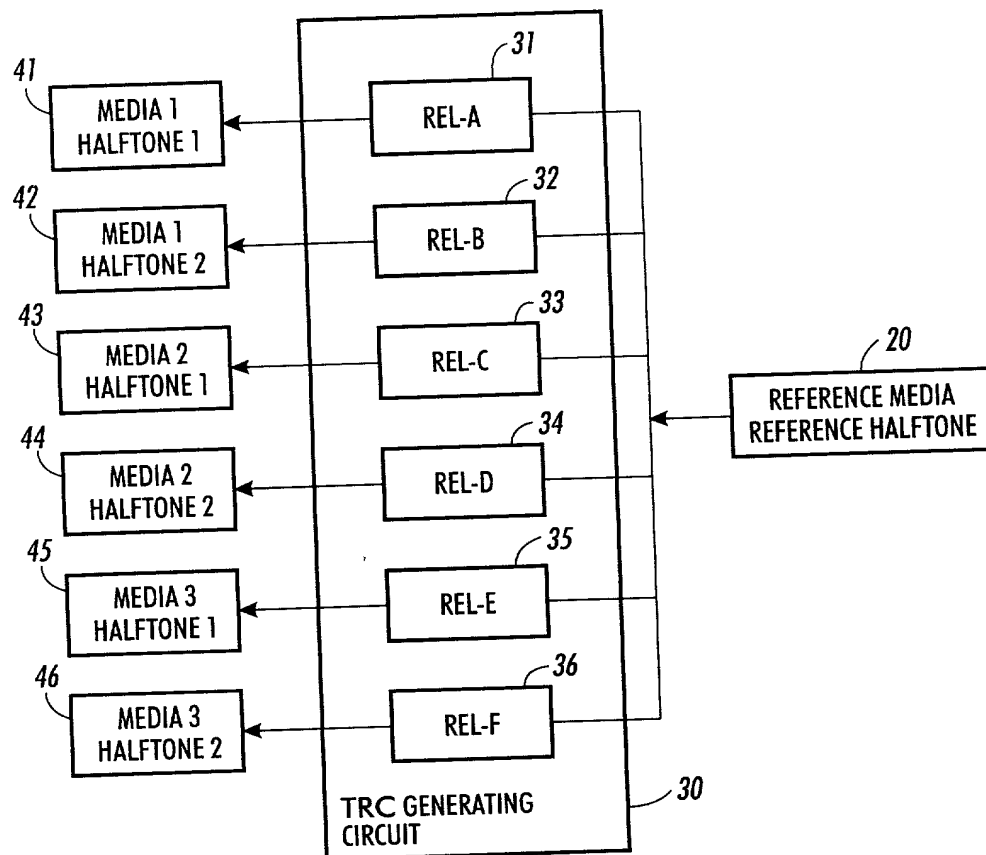 31
41
MEDIA 1
HALFTONE 1
REL-A
32
42
MEDIA 1
HALFTONE 2
REL-B
33
43
MEDIA 2
HALFTONE 1
REL-C
20
REFERENCE MEDIA
REFERENCE HALFTONE
34
44
MEDIA 2
HALFTONE 2
REL-D
35
45
MEDIA 3
HALFTONE 1
REL-E
36
46
MEDIA 3
HALFTONE 2
REL-F
30
TRC GENERATING
CIRCUIT